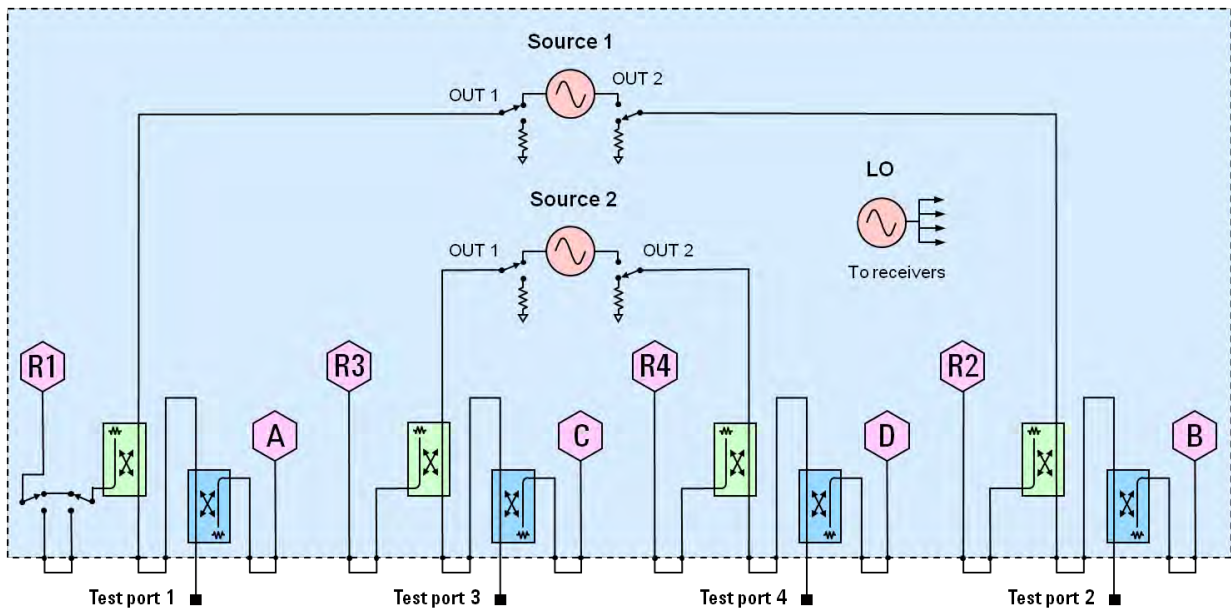 Source 1
OUT 1
OUT 2
LO
Source 2
OUT 1
OUT 2
To receivers
R1
R3
R4
R2
A
C
D
B
Test port 1
Test port 3
Test port 4
Test port 2